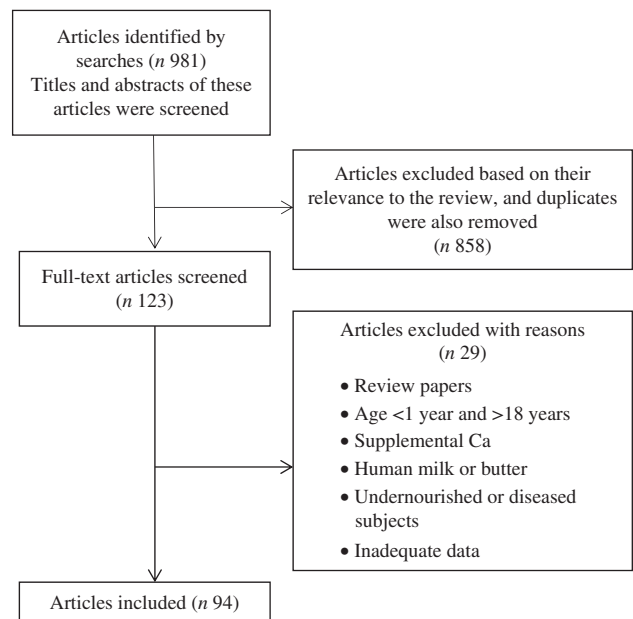 Articles identified by
searches (n 981)
Titles and abstracts of these
articles were screened
Articles excluded based on their
relevance to the review, and duplicates
were also removed
(n 858)
Full-text articles screened
(n 123)
Articles excluded with reasons
(n 29)
• Review papers
• Age <1 year and >18 years
• Supplemental Ca
• Human milk or butter
• Undernourished or diseased
subjects
• Inadequate data
Articles included (n 94)